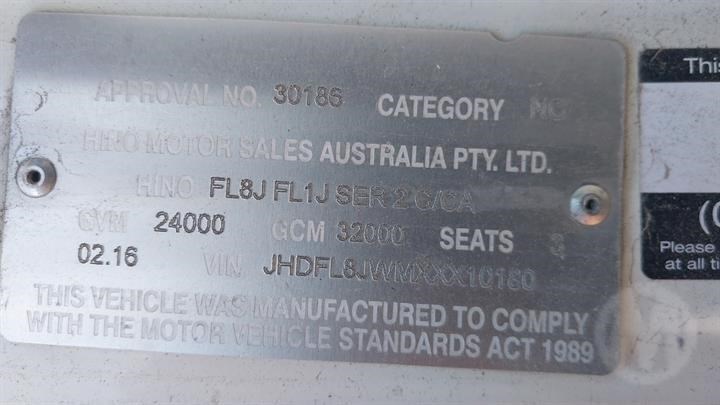 APPROVAL NO. 30186 CATEGORY NC
HINO MOTOR SALES AUSTRALIA PTY. LTD.
HINO FL8J FL1J SER 2 C/CA
GVM 24000 GCM 32000 SEATS 3
02.16 VIN JHDFL8JWMXXX10180
THIS VEHICLE WAS MANUFACTURED TO COMPLY
WITH THE MOTOR VEHICLE STANDARDS ACT 1989
This
Please
at all